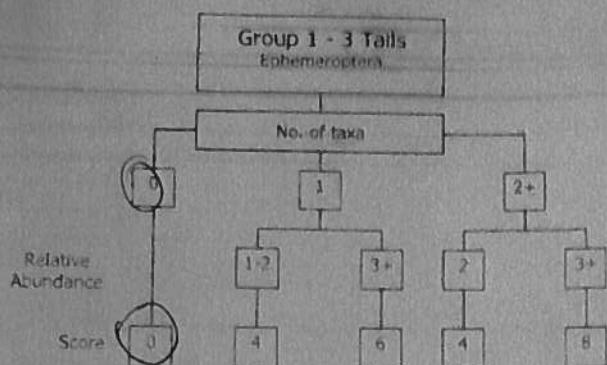 Group 1 - 3 Tails
Ephemeroptera
No. of taxa
0 1 2+
Relative
Abundance
1-2 3+ 2 3+
Score 0 4 6 4 8